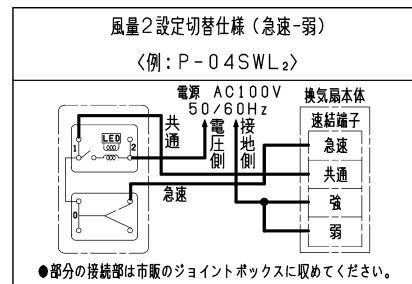 風量2設定切替仕様（急速-弱）
〈例：P-04SWL₂〉
電源 AC100V
50/60Hz
換気扇本体
速結端子
急速
共通
強
弱
共通
電圧側
接地側
LED
1
2
0
急速
●部分の接続部は市販のジョイントボックスに収めてください。